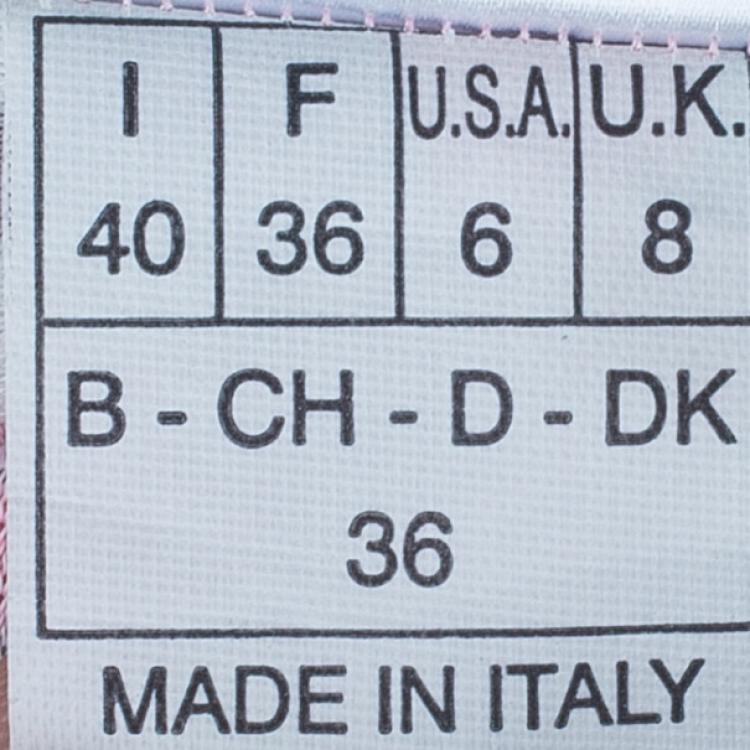 I F U.S.A. U.K.
40 36 6 8
B - CH - D - DK
36
MADE IN ITALY